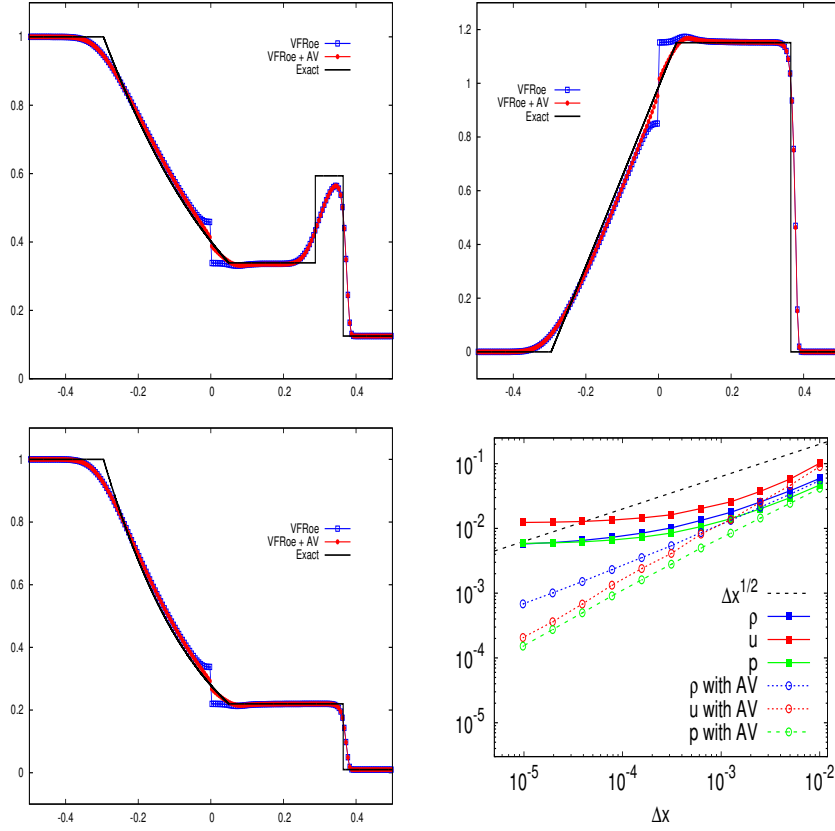 1
0.8
0.6
0.4
0.2
0
-0.4
-0.2
0
0.2
0.4
VFRoe
VFRoe + AV
Exact
1.2
1
0.8
0.6
0.4
0.2
0
-0.4
-0.2
0
0.2
0.4
VFRoe
VFRoe + AV
Exact
1
0.8
0.6
0.4
0.2
0
-0.4
-0.2
0
0.2
0.4
VFRoe
VFRoe + AV
Exact
10^-1
10^-2
10^-3
10^-4
10^-5
10^-5
10^-4
10^-3
10^-2
Δx
Δx^1/2
ρ
u
p
ρ with AV
u with AV
p with AV